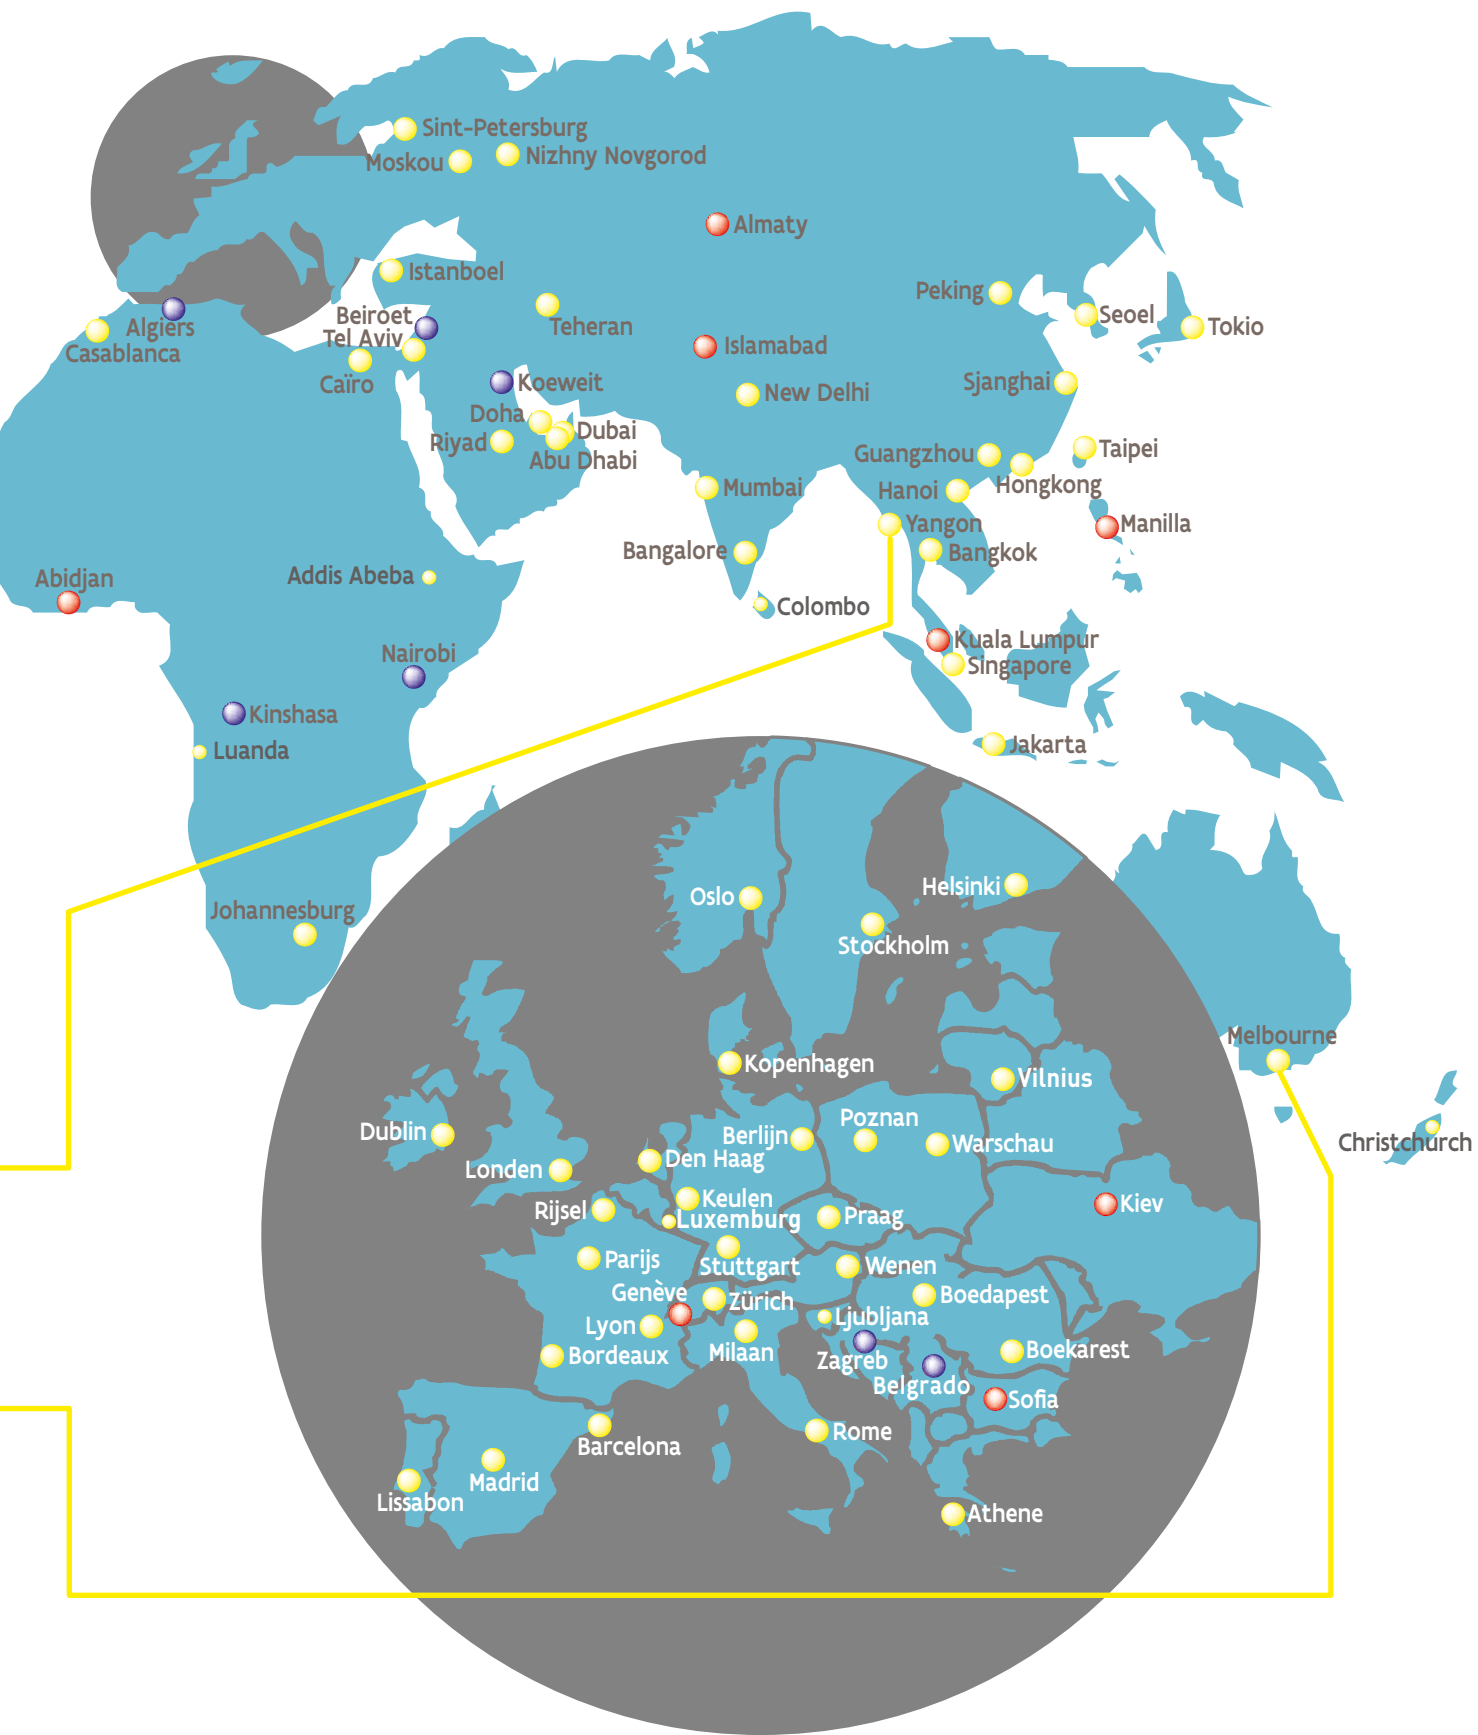 Sint-Petersburg
Moskou
Nizhny Novgorod
Almaty
Istanboel
Peking
Beiroet
Algiers
Casablanca
Tel Aviv
Teheran
Seoel
Tokio
Islamabad
Caïro
Koeweit
New Delhi
Sjanghai
Doha
Riyad
Dubai
Abu Dhabi
Guangzhou
Taipei
Mumbai
Hanoi
Hongkong
Yangon
Manilla
Bangalore
Bangkok
Abidjan
Addis Abeba
Colombo
Nairobi
Kuala Lumpur
Singapore
Kinshasa
Luanda
Jakarta
Johannesburg
Oslo
Helsinki
Stockholm
Melbourne
Kopenhagen
Vilnius
Dublin
Berlijn
Poznan
Warschau
Christchurch
Londen
Den Haag
Rijsel
Keulen
Luxemburg
Praag
Kiev
Parijs
Stuttgart
Wenen
Genève
Zürich
Boedapest
Lyon
Ljubljana
Bordeaux
Milaan
Zagreb
Boekarest
Belgrado
Sofia
Barcelona
Rome
Madrid
Lissabon
Athene